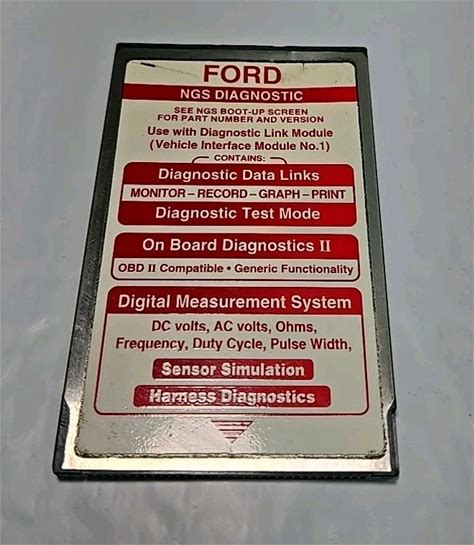 FORD
NGS DIAGNOSTIC
SEE NGS BOOT-UP SCREEN
FOR PART NUMBER AND VERSION
Use with Diagnostic Link Module
(Vehicle Interface Module No.1)
CONTAINS:
Diagnostic Data Links
MONITOR – RECORD – GRAPH – PRINT
Diagnostic Test Mode
On Board Diagnostics II
OBD II Compatible • Generic Functionality
Digital Measurement System
DC volts, AC volts, Ohms,
Frequency, Duty Cycle, Pulse Width,
Sensor Simulation
Harness Diagnostics